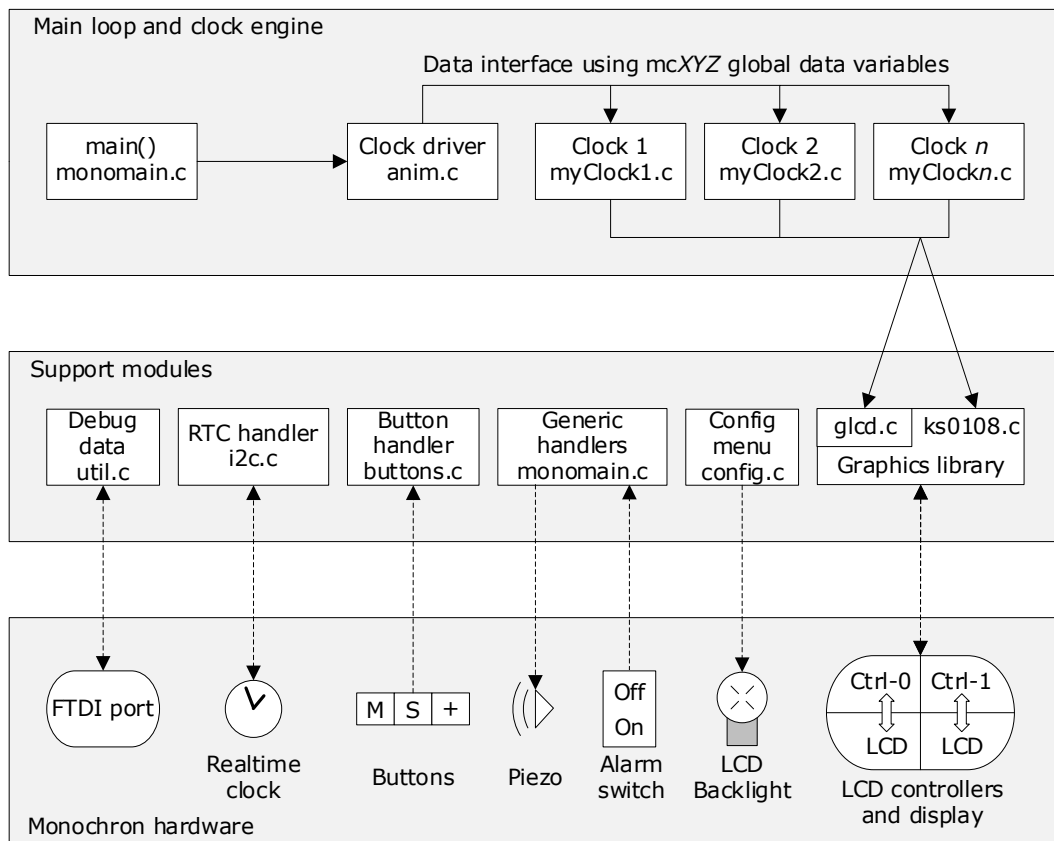 Main loop and clock engine
Data interface using mcXYZ global data variables
main()
monomain.c
Clock driver
anim.c
Clock 1
myClock1.c
Clock 2
myClock2.c
Clock n
myClockn.c
Support modules
Debug
data
util.c
RTC handler
i2c.c
Button
handler
buttons.c
Generic
handlers
monomain.c
Config
menu
config.c
glcd.c
ks0108.c
Graphics library
FTDI port
Realtime
clock
M S +
Buttons
Piezo
Off
On
Alarm
switch
LCD
Backlight
Ctrl-0
Ctrl-1
LCD
LCD
LCD controllers
and display
Monochron hardware